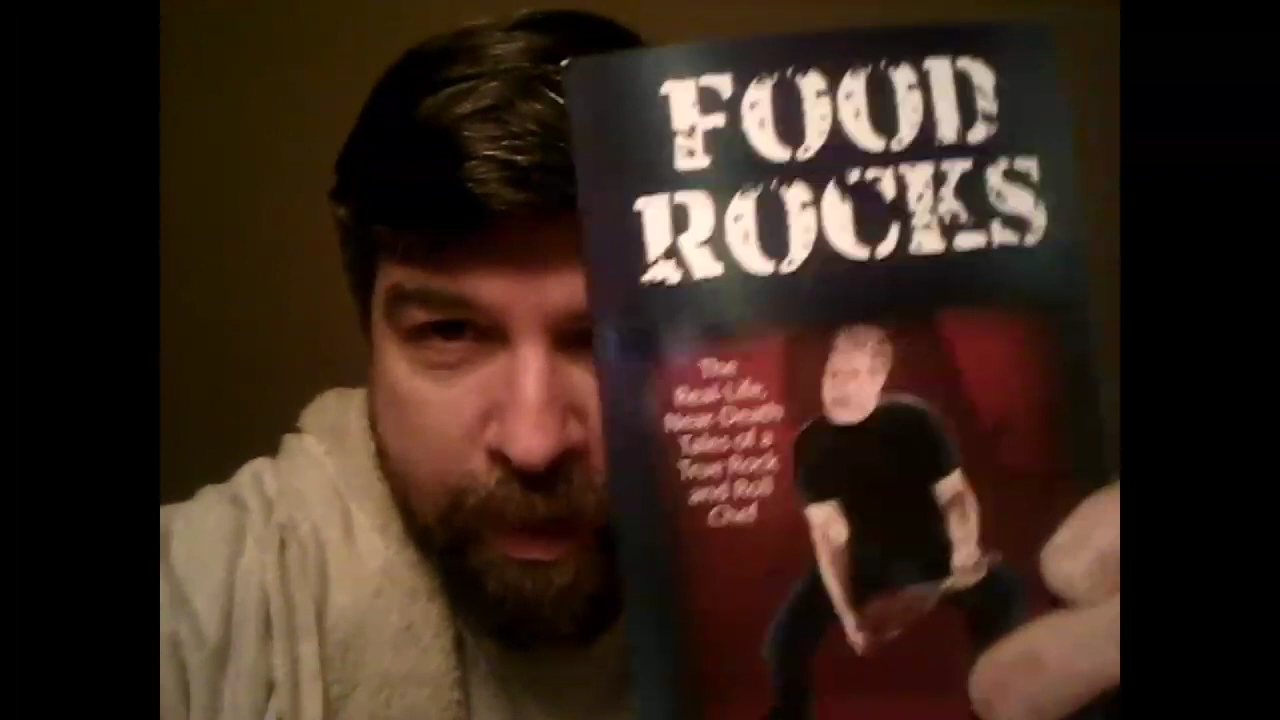 FOOD
ROCKS
The
Real-Life,
Near-Death
Tales of a
True Rock
and Roll
Chef